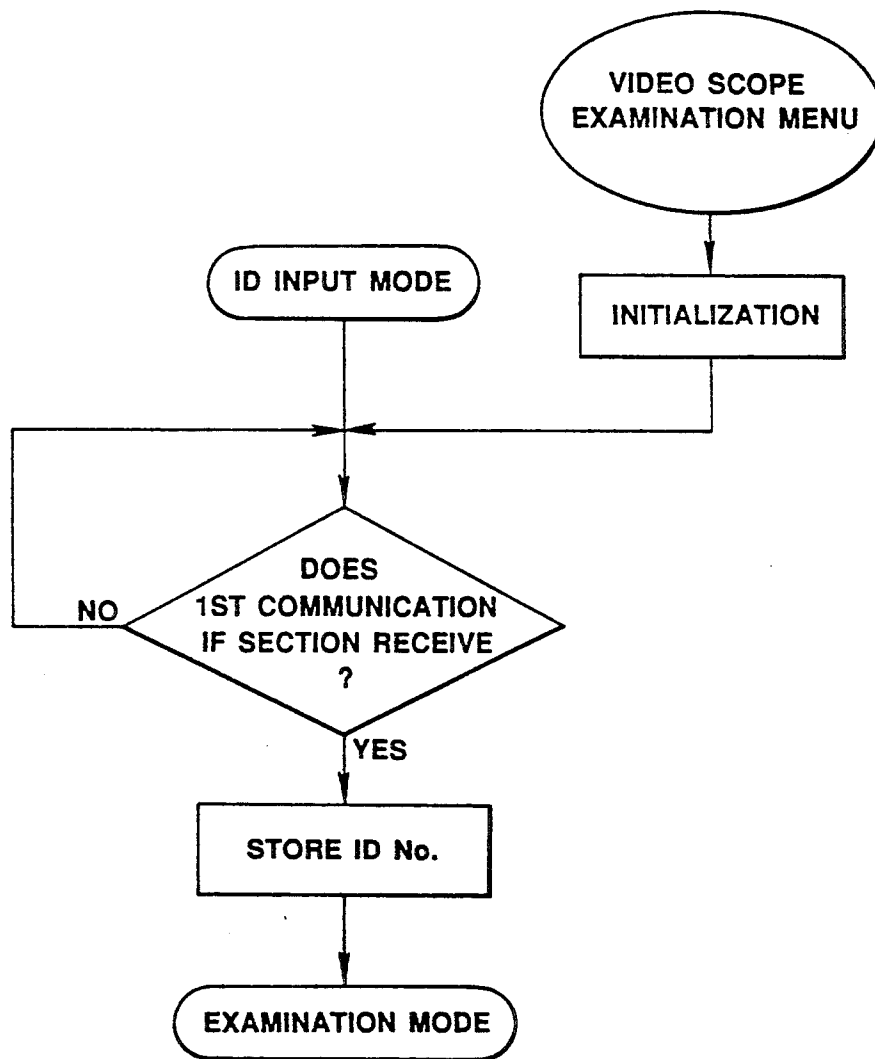 VIDEO SCOPE
EXAMINATION MENU
ID INPUT MODE
INITIALIZATION
DOES
1ST COMMUNICATION
IF SECTION RECEIVE
?
NO
YES
STORE ID No.
EXAMINATION MODE